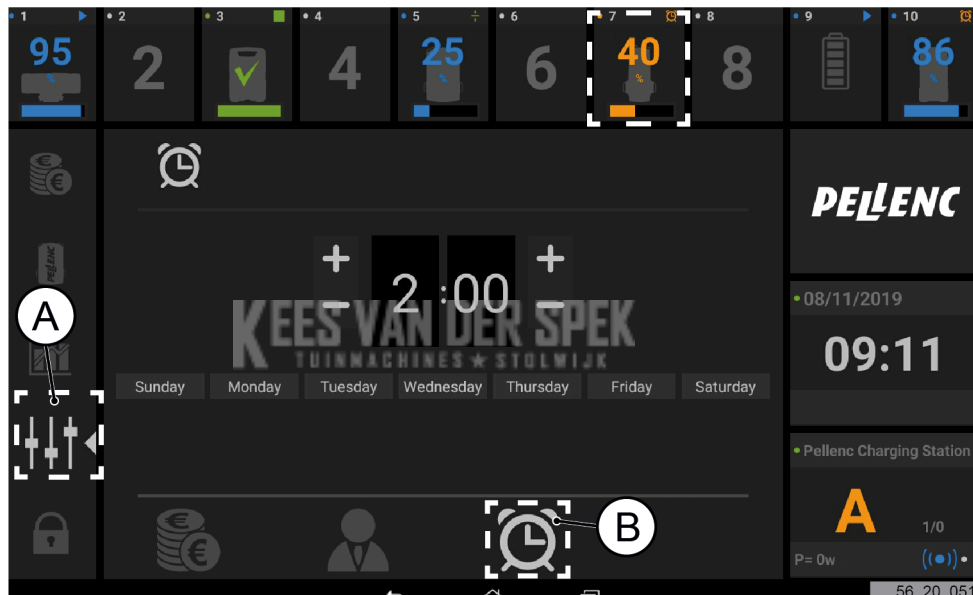 1 2 3 4 5 6 7 8 9 10
95 2 4 25 6 40 8 86
% % % %
PELLENC
PELLENC
08/11/2019
A
+ +
2:00
- -
09:11
KEES VAN DER SPEK
TUINMACHINES ★ STOLWIJK
Sunday Monday Tuesday Wednesday Thursday Friday Saturday
Pellenc Charging Station
A
1/0
B
P= 0w
56_20_051